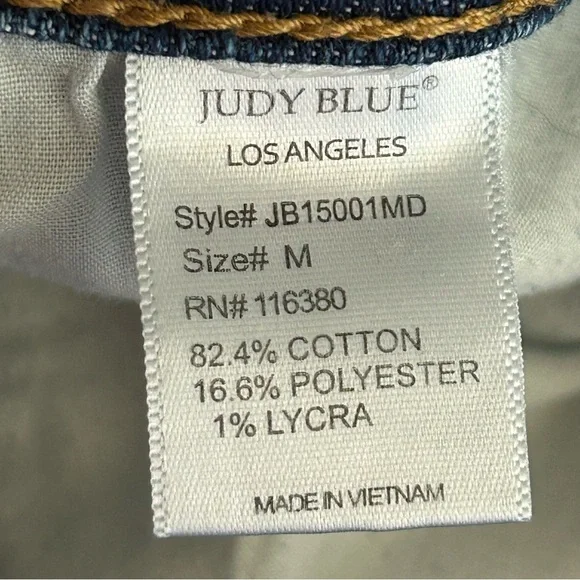 JUDY BLUE®
LOS ANGELES
Style# JB15001MD
Size# M
RN# 116380
82.4% COTTON
16.6% POLYESTER
1% LYCRA
MADE IN VIETNAM